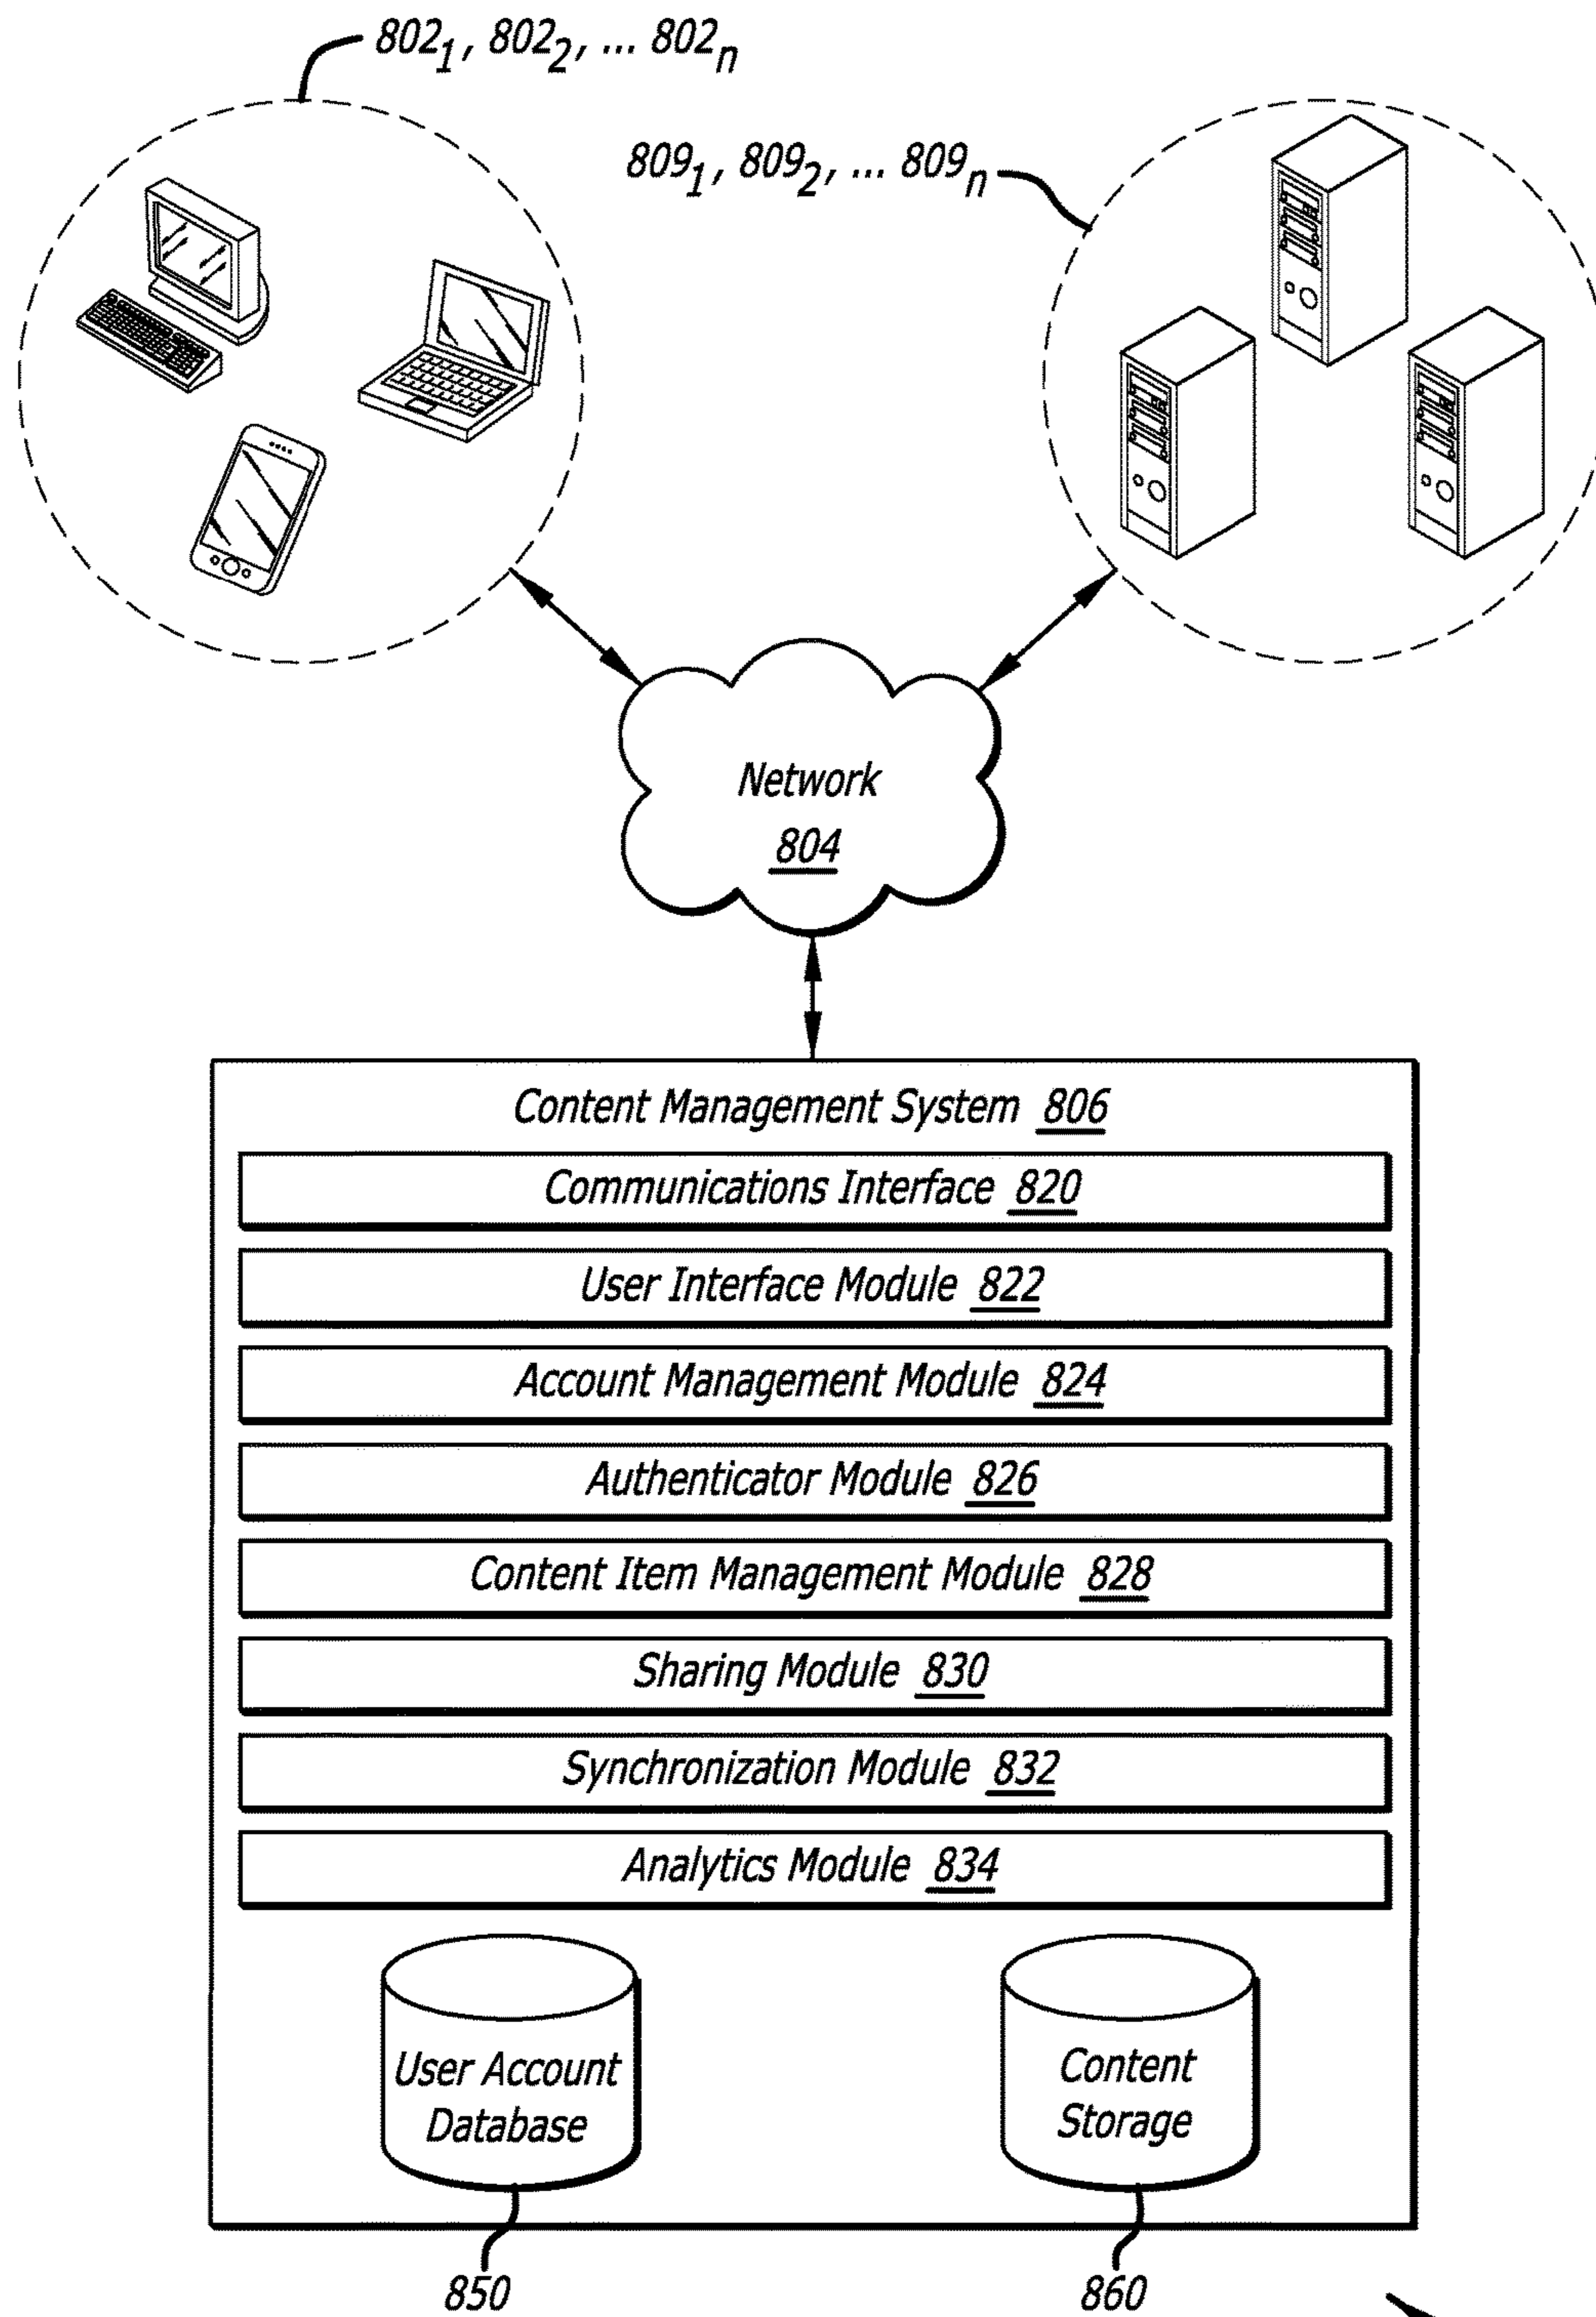 802₁, 802₂, ... 802ₙ
809₁, 809₂, ... 809ₙ
Network
804
Content Management System 806
Communications Interface 820
User Interface Module 822
Account Management Module 824
Authenticator Module 826
Content Item Management Module 828
Sharing Module 830
Synchronization Module 832
Analytics Module 834
User Account
Database
Content
Storage
850
860